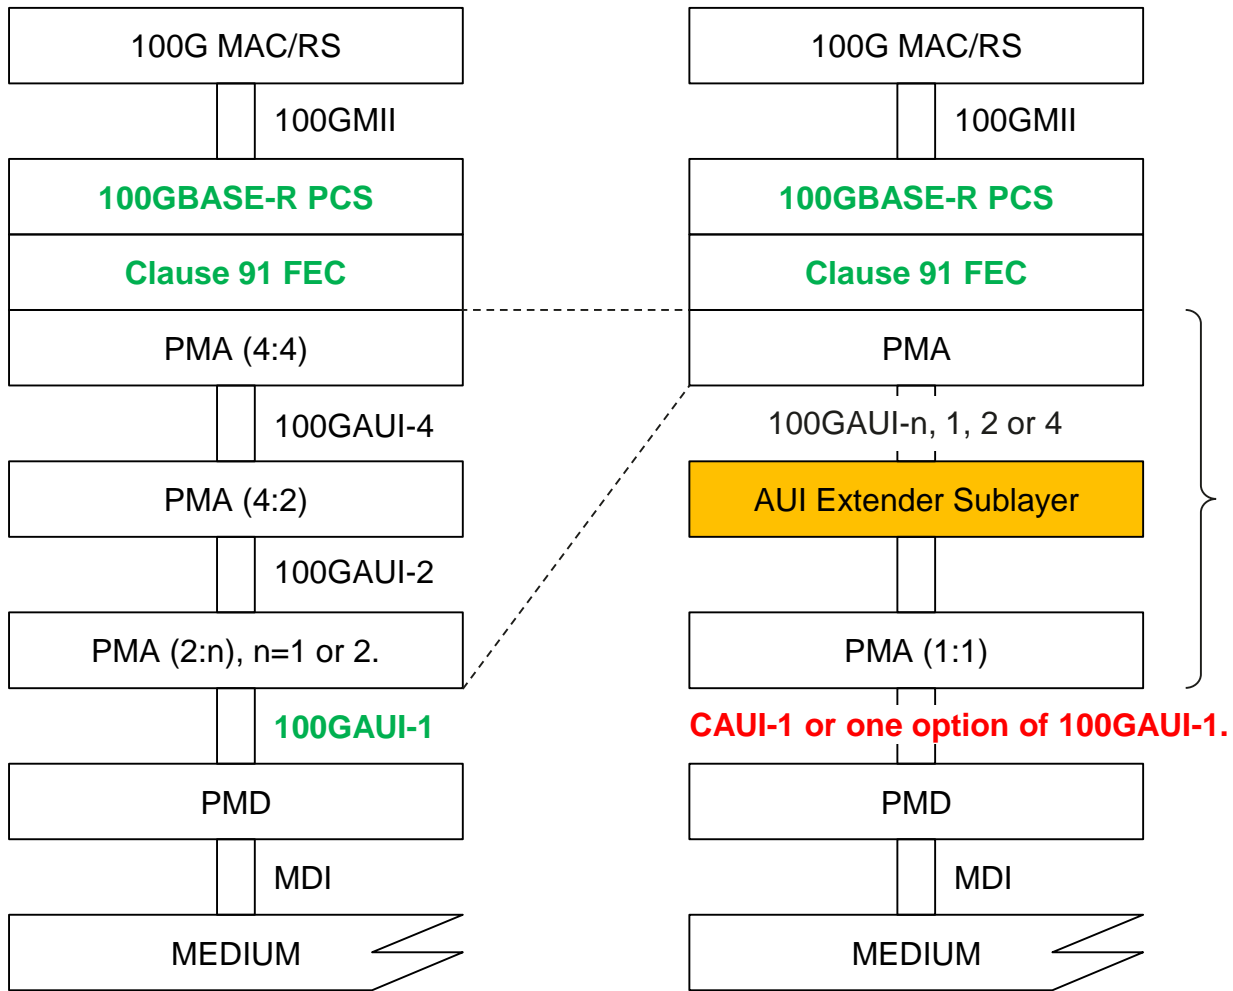 100G MAC/RS
100GMII
100GBASE-R PCS
Clause 91 FEC
PMA (4:4)
100GAUI-4
PMA (4:2)
100GAUI-2
PMA (2:n), n=1 or 2.
100GAUI-1
PMD
MDI
MEDIUM
100G MAC/RS
100GMII
100GBASE-R PCS
Clause 91 FEC
PMA
100GAUI-n, 1, 2 or 4
AUI Extender Sublayer
PMA (1:1)
CAUI-1 or one option of 100GAUI-1.
PMD
MDI
MEDIUM